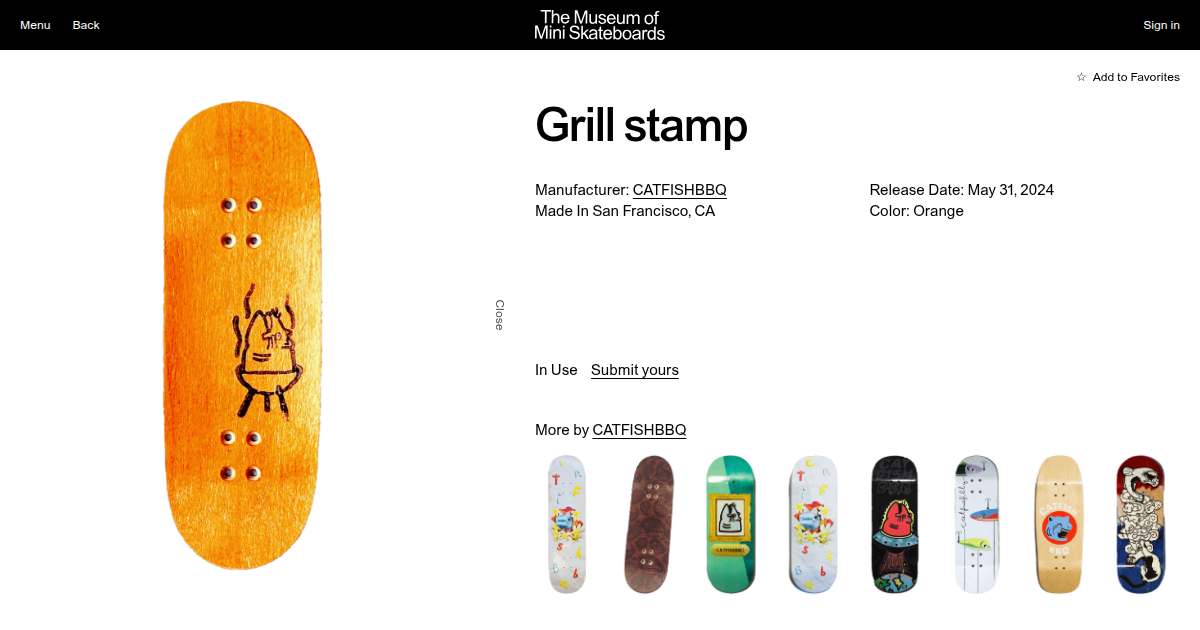 Menu
Back
The Museum of
Mini Skateboards
Sign in
☆ Add to Favorites
Grill stamp
Manufacturer: CATFISHBBQ
Made In San Francisco, CA
Release Date: May 31, 2024
Color: Orange
Close
In Use
Submit yours
More by CATFISHBBQ